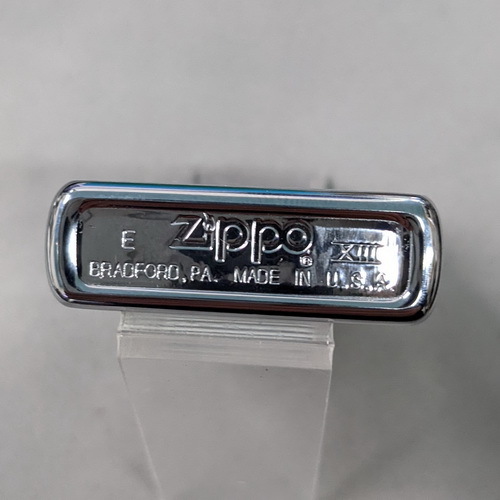 E Zippo ® XIII
BRADFORD, PA. MADE IN U.S.A.